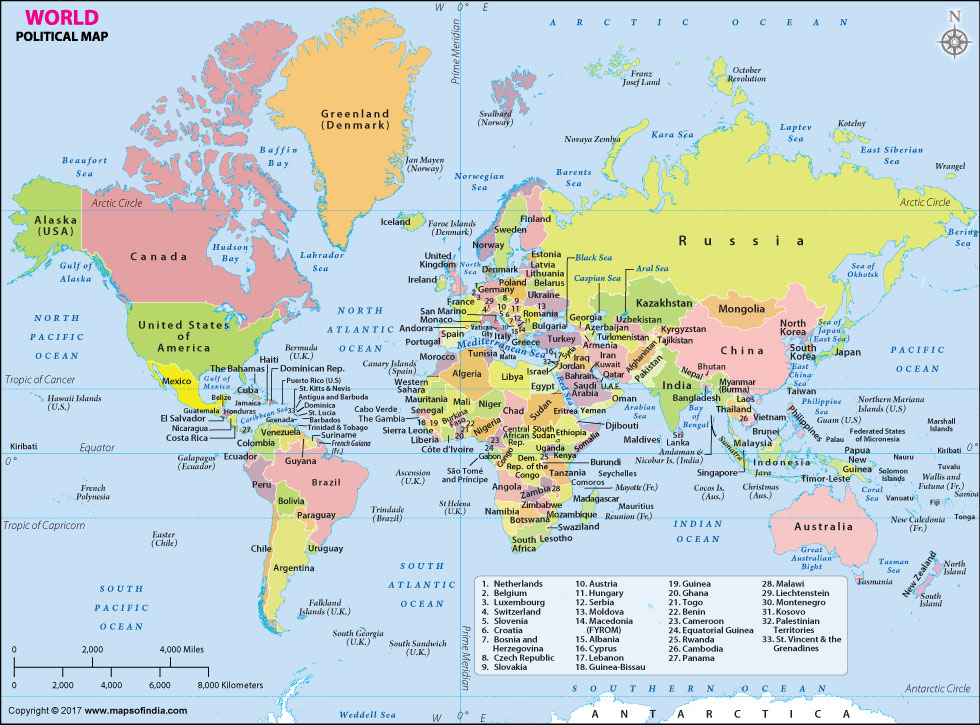 WORLD
POLITICAL MAP
W 0° E
Prime Meridian
N
ARCTIC OCEAN
Greenland
(Denmark)
Svalbard
(Norway)
Franz
Josef Land
October
Revolution
Novaya Zemlya
Kara Sea
Laptev
Sea
Kotelny
East Siberian
Sea
Wrangel
Beaufort
Sea
Baffin
Bay
Jan Mayen
(Norway)
Norwegian
Sea
Barents
Sea
Arctic Circle
Arctic Circle
Alaska
(USA)
Gulf of
Alaska
Canada
Hudson
Bay
Labrador
Sea
Iceland
Faroe Islands
(Denmark)
Finland
Sweden
Norway
Russia
Bering
Sea
Sea of
Okhotsk
United
Kingdom
North
Sea
Ireland
Denmark
Estonia
Latvia
Lithuania
Belarus
Poland
Germany
Ukraine
France
San Marino
Monaco
Andorra
Vatican
City
Italy
Romania
Bulgaria
Spain
Portugal
Greece
Malta
Mediterranean Sea
Black Sea
Caspian Sea
Aral Sea
Georgia
Azerbaijan
Armenia
Turkey
Kazakhstan
Uzbekistan
Turkmenistan
Kyrgyzstan
Tajikistan
Mongolia
China
North
Korea
South
Korea
Sea of
Japan
(East Sea)
Japan
East
China
Sea
NORTH
PACIFIC
OCEAN
NORTH
ATLANTIC
OCEAN
PACIFIC
OCEAN
United States
of America
Bermuda
(U.K.)
Canary Islands
(Spain)
Tropic of Cancer
Hawaii Islands
(U.S.)
Mexico
Gulf of
Mexico
The Bahamas
Cuba
Haiti
Dominican Rep.
Puerto Rico (U.S)
St. Kitts & Nevis
Antigua and Barbuda
Dominica
St. Lucia
Barbados
Grenada
Trinidad & Tobago
Caribbean Sea
33
Jamaica
Belize
Guatemala
Honduras
El Salvador
Nicaragua
Costa Rica
27
Venezuela
Suriname
French Guiana
(Fr.)
Guyana
Colombia
Ecuador
Galapagos
(Ecuador)
Kiribati
Equator
0°
Peru
Brazil
Bolivia
Paraguay
Uruguay
Chile
Argentina
Morocco
Western
Sahara
Mauritania
Algeria
Tunisia
Libya
Egypt
Mali
Niger
Chad
Sudan
Eritrea
Cabo Verde
Senegal
The Gambia
Burkina
Faso
18
19
20
Sierra Leone
Liberia
Côte d'Ivoire
Nigeria
Central
African
Rep.
South
Sudan
Ethiopia
Djibouti
Somalia
Uganda
Kenya
25
23
24
Gabon
Congo
Dem.
Rep. of the
Congo
São Tomé
and Príncipe
Burundi
Tanzania
Seychelles
Comoros
Mayotte (Fr.)
Angola
Zambia
28
Zimbabwe
Mozambique
Madagascar
Mauritius
Reunion (Fr.)
Namibia
Botswana
Swaziland
South
Africa
Lesotho
Syria
Iraq
Iran
Israel
Jordan
Kuwait
Bahrain
Qatar
U.A.E.
Saudi
Arabia
Oman
Yemen
Red Sea
Arabian
Sea
Afghanistan
Pakistan
India
Nepal
Bhutan
Bangladesh
Bay
of
Bengal
Myanmar
(Burma)
Laos
Thailand
26
Vietnam
Taiwan
Philippine
Sea
Philippines
Northern Mariana
Islands (U.S)
Guam (U.S)
Marshall
Islands
Federated States
of Micronesia
Palau
Maldives
Sri
Lanka
Andaman &
Nicobar Is. (India)
Brunei
Malaysia
Singapore
Sumatra
Indonesia
Java
Timor-Leste
Papua
New
Guinea
Nauru
Kiribati
0°
Solomon
Islands
Tuvalu
Wallis and
Futuna (Fr.)
Samoa
Vanuatu
Fiji
Tonga
New Caledonia
(Fr.)
Coral
Sea
Cocos Is.
(Aus.)
Christmas
(Aus.)
Australia
Great
Australian
Bight
Tasman
Sea
Tasmania
New Zealand
North
Island
South
Island
INDIAN
OCEAN
Ascension
(U.K.)
St Helena
(U.K.)
Trindade
(Brazil)
French
Polynesia
Tropic of Capricorn
Easter
(Chile)
SOUTH
PACIFIC
OCEAN
SOUTH
ATLANTIC
OCEAN
Falkland
Islands (U.K.)
South Georgia
(U.K.)
South Sandwich
(U.K.)
Prime Meridian
1. Netherlands
2. Belgium
3. Luxembourg
4. Switzerland
5. Slovenia
6. Croatia
7. Bosnia and
Herzegovina
8. Czech Republic
9. Slovakia
10. Austria
11. Hungary
12. Serbia
13. Moldova
14. Macedonia
(FYROM)
15. Albania
16. Cyprus
17. Lebanon
18. Guinea-Bissau
19. Guinea
20. Ghana
21. Togo
22. Benin
23. Cameroon
24. Equatorial Guinea
25. Rwanda
26. Cambodia
27. Panama
28. Malawi
29. Liechtenstein
30. Montenegro
31. Kosovo
32. Palestinian
Territories
33. St. Vincent & the
Grenadines
0 2,000 4,000 Miles
0 2,000 4,000 6,000 8,000 Kilometers
SOUTHERN OCEAN
Antarctic Circle
Weddell Sea
W 0° E
ANTARCTICA
Copyright © 2017 www.mapsofindia.com